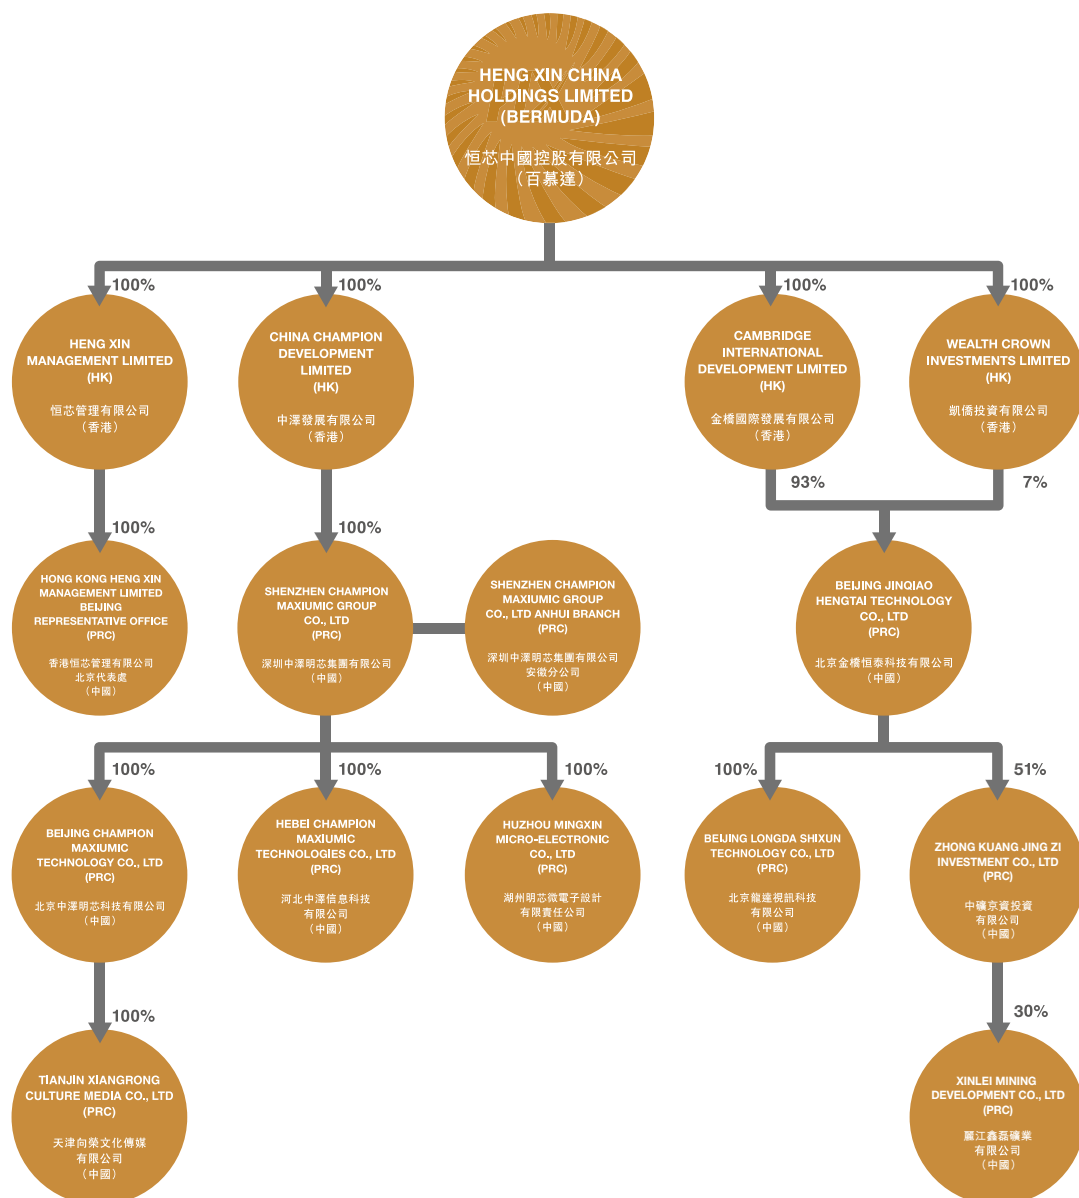 HENG XIN CHINA
HOLDINGS LIMITED
(BERMUDA)
恒芯中國控股有限公司
（百慕達）
100%
100%
100%
100%
HENG XIN
MANAGEMENT LIMITED
(HK)
恒芯管理有限公司
（香港）
CHINA CHAMPION
DEVELOPMENT
LIMITED
(HK)
中澤發展有限公司
（香港）
CAMBRIDGE
INTERNATIONAL
DEVELOPMENT LIMITED
(HK)
金橋國際發展有限公司
（香港）
WEALTH CROWN
INVESTMENTS LIMITED
(HK)
凱僑投資有限公司
（香港）
93%
7%
100%
100%
HONG KONG HENG XIN
MANAGEMENT LIMITED
BEIJING
REPRESENTATIVE OFFICE
(PRC)
香港恒芯管理有限公司
北京代表處
（中國）
SHENZHEN CHAMPION
MAXIUMIC GROUP
CO., LTD
(PRC)
深圳中澤明芯集團有限公司
（中國）
SHENZHEN CHAMPION
MAXIUMIC GROUP
CO., LTD ANHUI BRANCH
(PRC)
深圳中澤明芯集團有限公司
安徽分公司
（中國）
BEIJING JINQIAO
HENGTAI TECHNOLOGY
CO., LTD
(PRC)
北京金橋恒泰科技有限公司
（中國）
100%
100%
100%
100%
51%
BEIJING CHAMPION
MAXIUMIC
TECHNOLOGY CO., LTD
(PRC)
北京中澤明芯科技有限公司
（中國）
HEBEI CHAMPION
MAXIUMIC
TECHNOLOGIES CO., LTD
(PRC)
河北中澤信息科技
有限公司
（中國）
HUZHOU MINGXIN
MICRO-ELECTRONIC
CO., LTD
(PRC)
湖州明芯微電子設計
有限責任公司
（中國）
BEIJING LONGDA SHIXUN
TECHNOLOGY CO., LTD
(PRC)
北京龍達視訊科技
有限公司
（中國）
ZHONG KUANG JING ZI
INVESTMENT CO., LTD
(PRC)
中礦京資投資
有限公司
（中國）
100%
30%
TIANJIN XIANGRONG
CULTURE MEDIA CO., LTD
(PRC)
天津向榮文化傳媒
有限公司
（中國）
XINLEI MINING
DEVELOPMENT CO., LTD
(PRC)
麗江鑫磊礦業
有限公司
（中國）